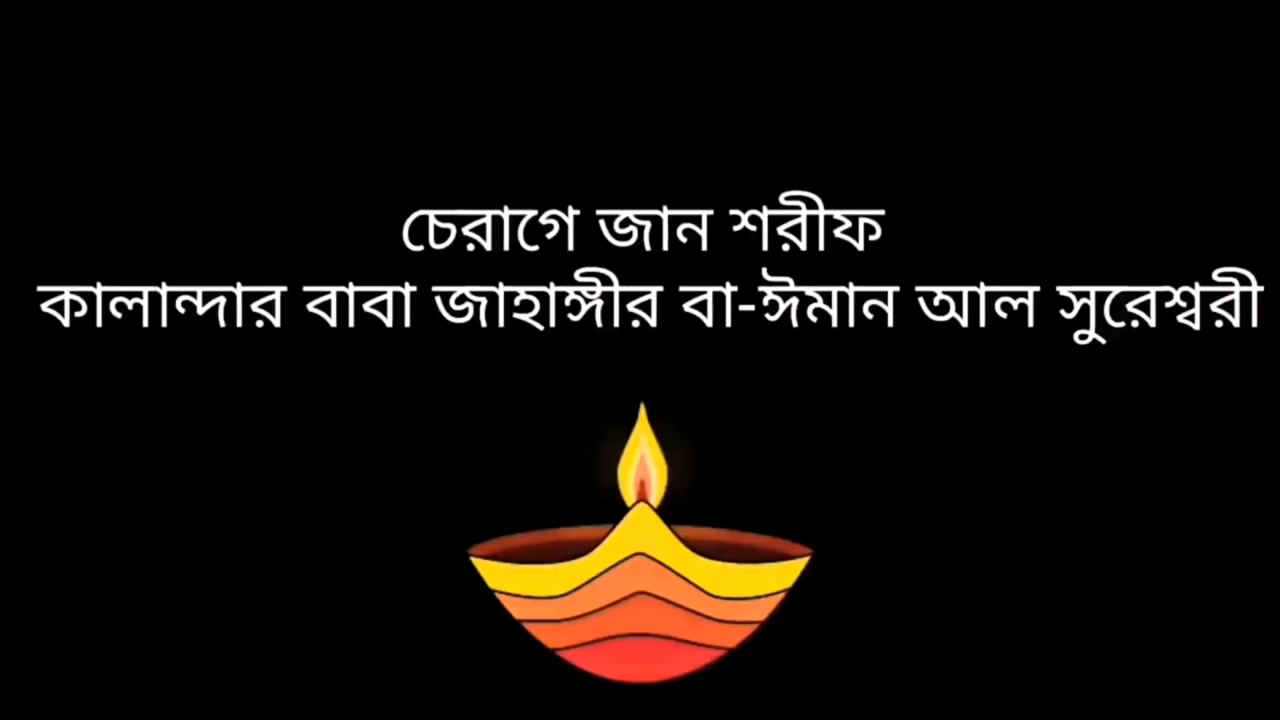 চেরাগে জান শরীফ
কালান্দার বাবা জাহাঙ্গীর বা-ঈমান আল সুরেশ্বরী